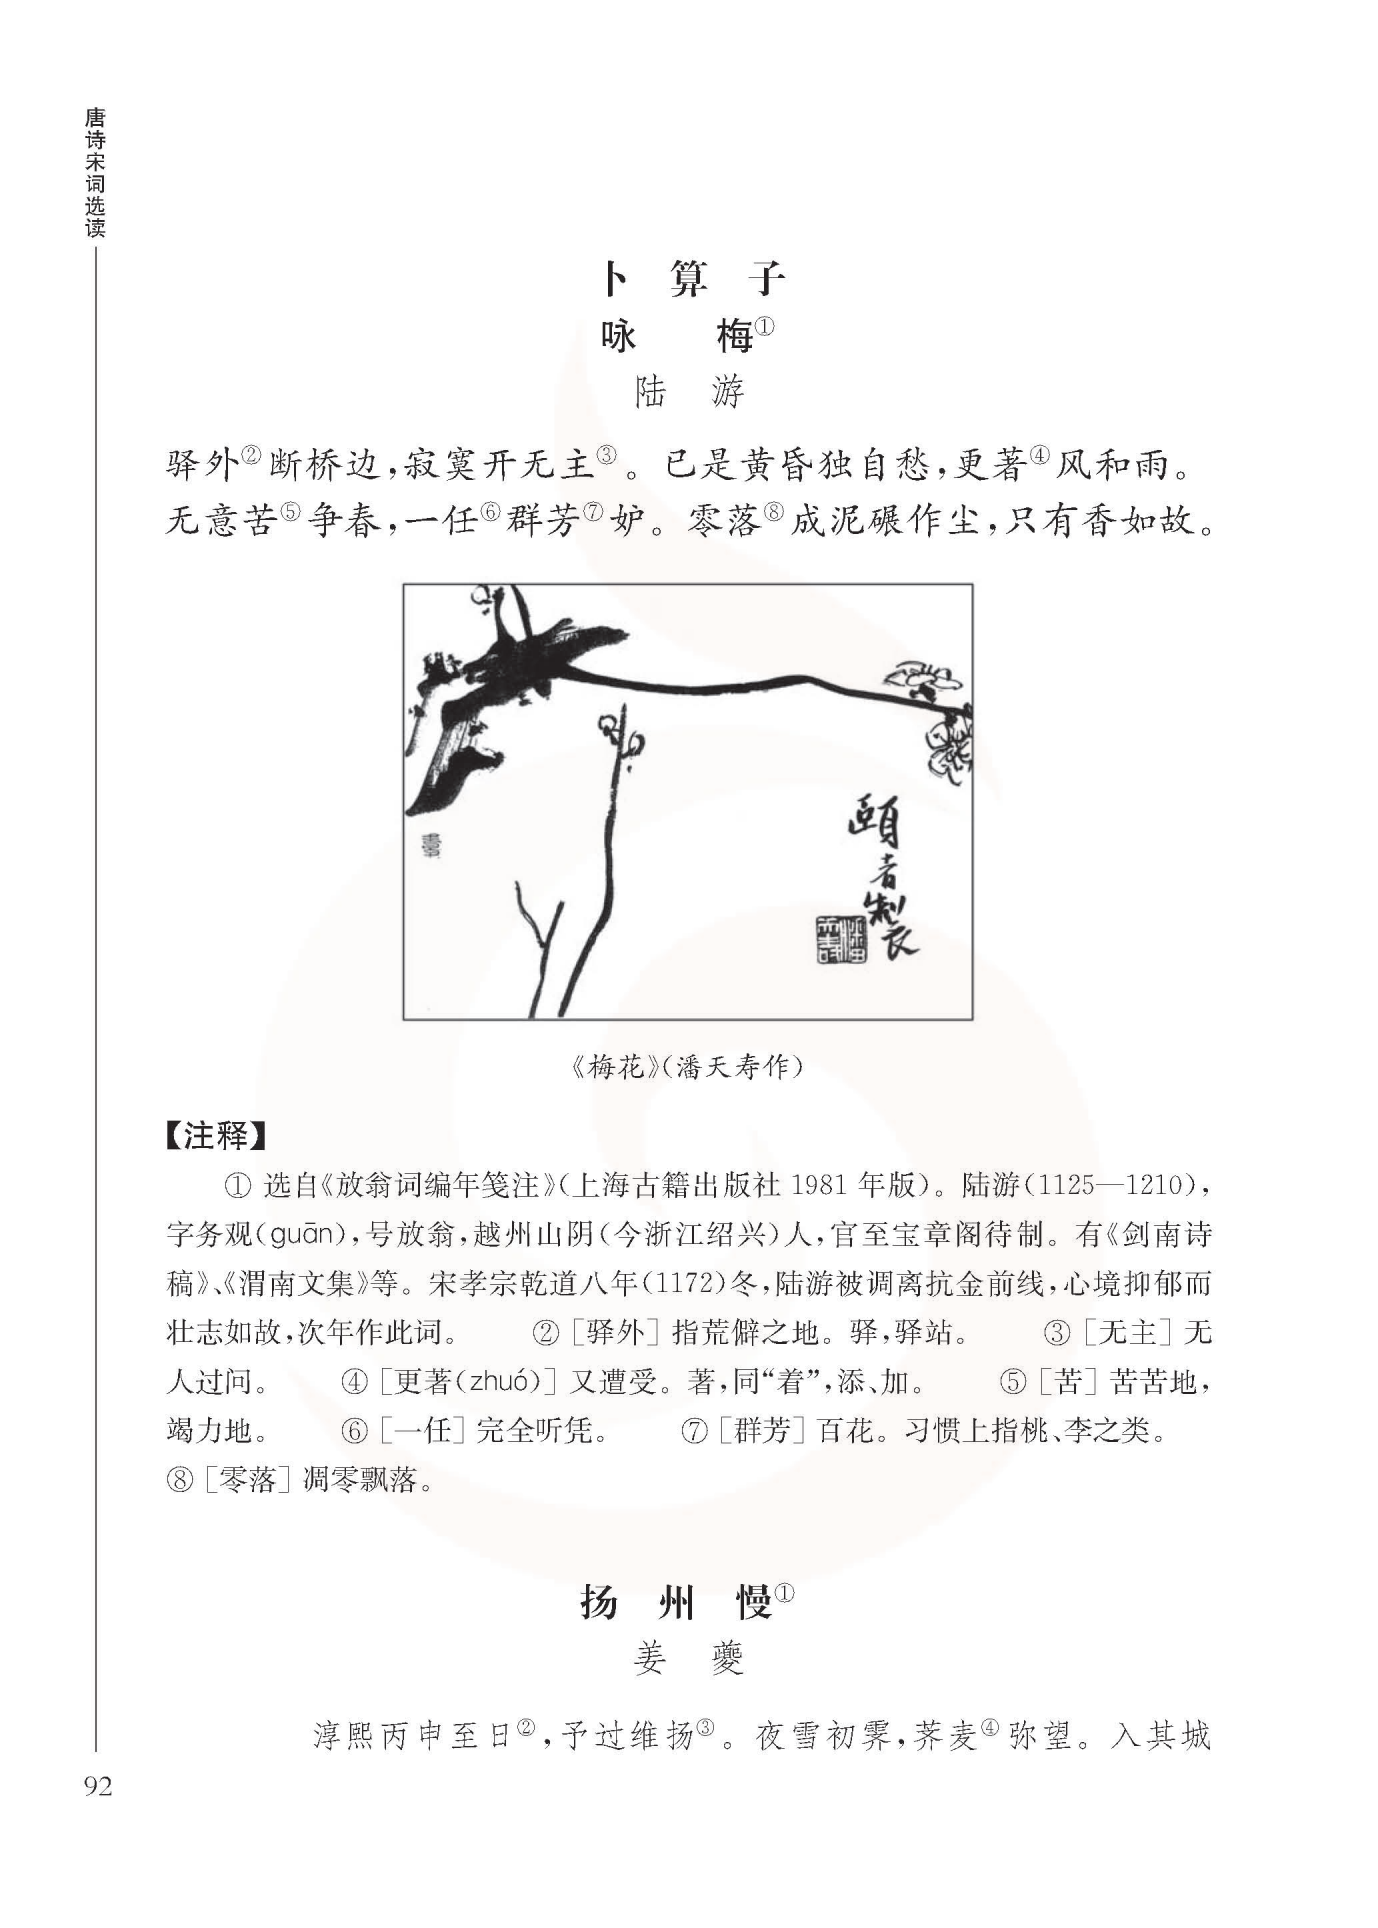 唐诗宋词选读
卜 算 子
咏 梅①
陆 游
驿外②断桥边,寂寞开无主③。已是黄昏独自愁,更著④风和雨。
无意苦⑤争春,一任⑥群芳⑦妒。零落⑧成泥碾作尘,只有香如故。
頤者製
《梅花》(潘天寿作)
【注释】
① 选自《放翁词编年笺注》(上海古籍出版社 1981 年版)。陆游(1125—1210),
字务观(guān),号放翁,越州山阴(今浙江绍兴)人,官至宝章阁待制。有《剑南诗
稿》、《渭南文集》等。宋孝宗乾道八年(1172)冬,陆游被调离抗金前线,心境抑郁而
壮志如故,次年作此词。 ②[驿外] 指荒僻之地。驿,驿站。 ③[无主] 无
人过问。 ④[更著(zhuó)] 又遭受。著,同“着”,添、加。 ⑤[苦] 苦苦地,
竭力地。 ⑥[一任] 完全听凭。 ⑦[群芳] 百花。习惯上指桃、李之类。
⑧[零落] 凋零飘落。
扬 州 慢①
姜 夔
淳熙丙申至日②,予过维扬③。夜雪初霁,荠麦④弥望。入其城
92